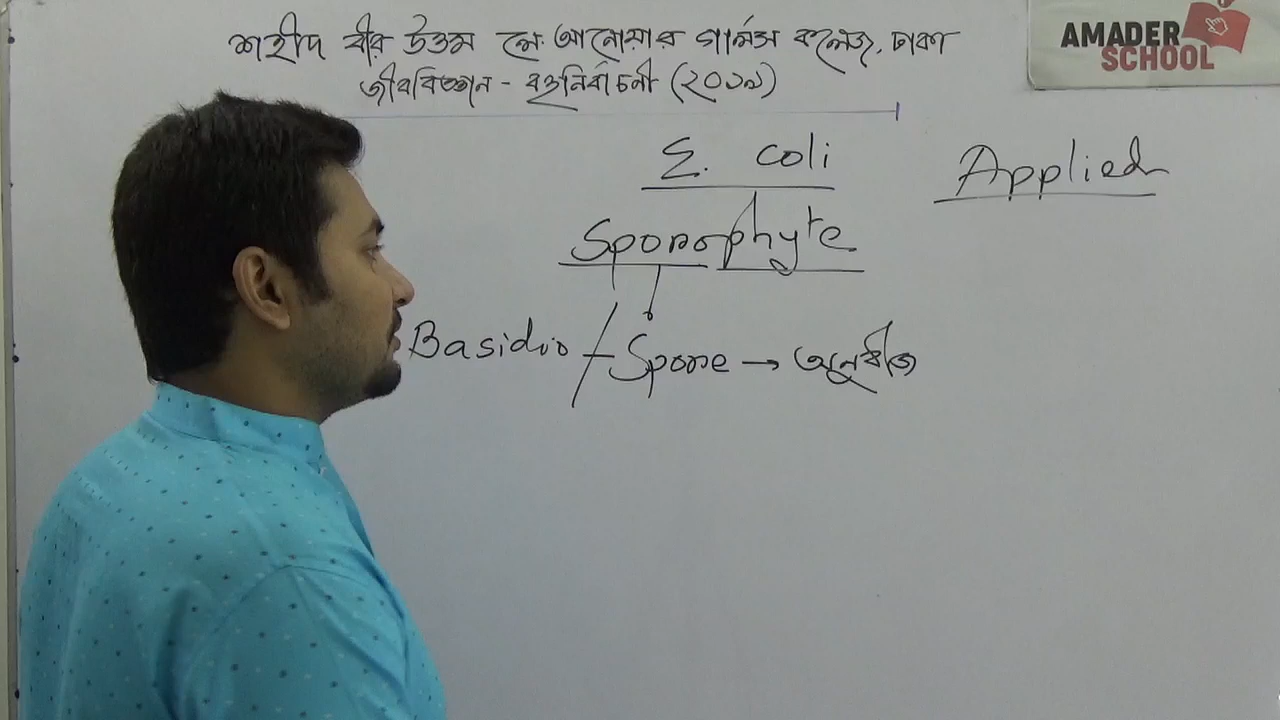 শহীদ বীর উত্তম লে. আনোয়ার গার্লস কলেজ, ঢাকা
জীববিজ্ঞান - বহুনির্বাচনী (২০১৯)
AMADER
SCHOOL
E. coli
Applied
Sporophyte
Basidio / Spore → অনুবীজ